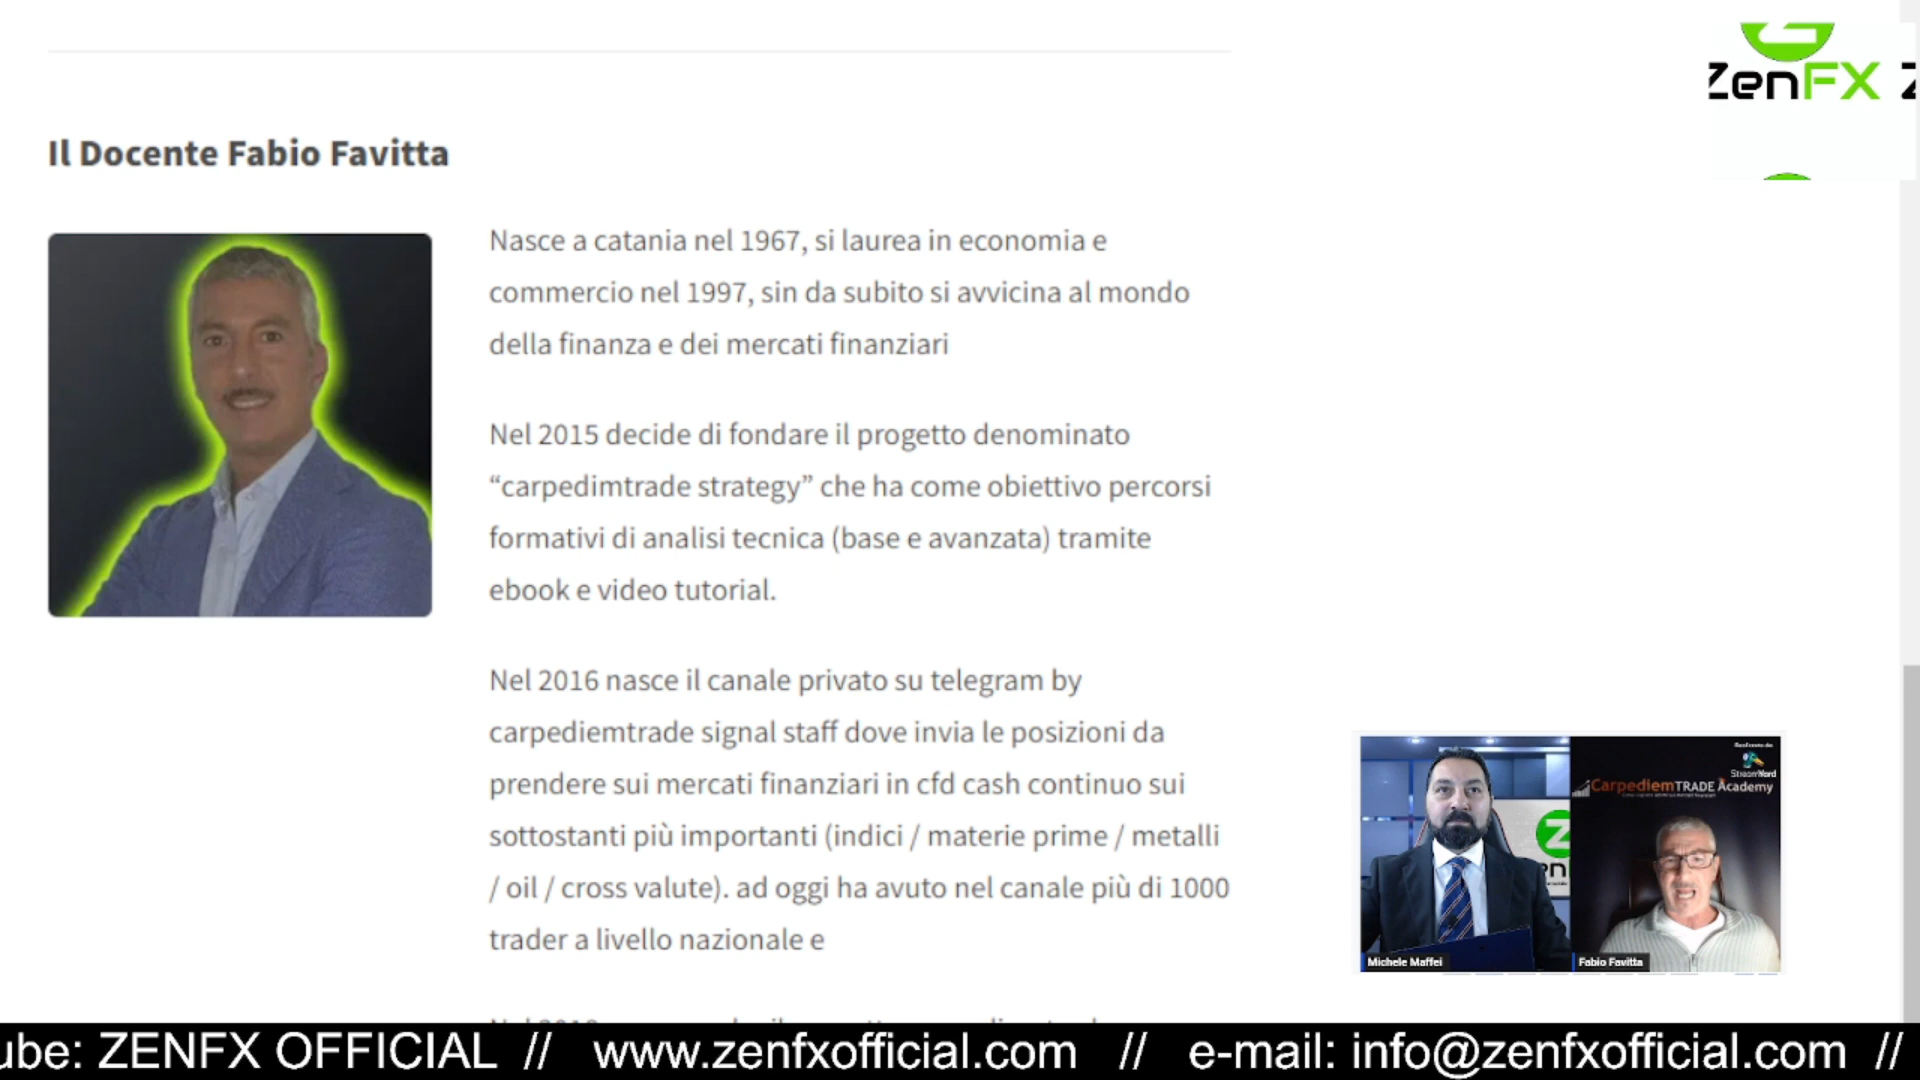 ZenFX
Il Docente Fabio Favitta
Nasce a catania nel 1967, si laurea in economia e
commercio nel 1997, sin da subito si avvicina al mondo
della finanza e dei mercati finanziari
Nel 2015 decide di fondare il progetto denominato
“carpedimtrade strategy” che ha come obiettivo percorsi
formativi di analisi tecnica (base e avanzata) tramite
ebook e video tutorial.
Nel 2016 nasce il canale privato su telegram by
carpediemtrade signal staff dove invia le posizioni da
prendere sui mercati finanziari in cfd cash continuo sui
sottostanti più importanti (indici / materie prime / metalli
/ oil / cross valute). ad oggi ha avuto nel canale più di 1000
trader a livello nazionale e
StreamYard
CarpediemTRADE Academy
Michele Maffei
Fabio Favitta
ube: ZENFX OFFICIAL // www.zenfxofficial.com // e-mail: info@zenfxofficial.com //